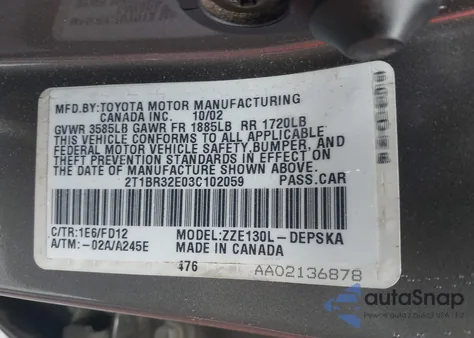 MFD.BY:TOYOTA MOTOR MANUFACTURING
CANADA INC. 10/02
GVWR 3585LB GAWR FR 1885LB RR 1720LB
THIS VEHICLE CONFORMS TO ALL APPLICABLE
FEDERAL MOTOR VEHICLE SAFETY, BUMPER, AND
THEFT PREVENTION STANDARDS IN EFFECT ON
THE DATE OF MANUFACTURE SHOWN ABOVE.
2T1BR32E03C102059 PASS.CAR
C/TR:1E6/FD12 MODEL:ZZE130L-DEPSKA
A/TM:-02A/A245E MADE IN CANADA
476 AA02136878
autoSnap